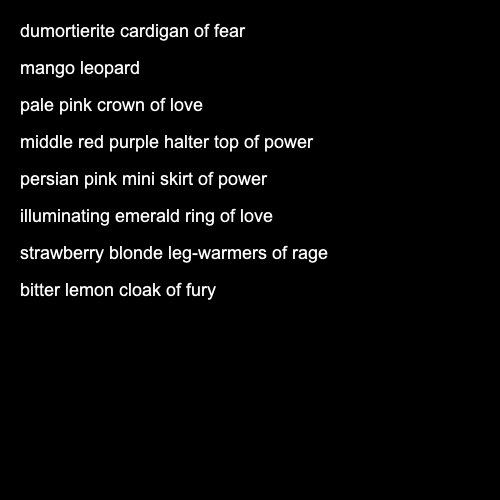 dumortierite cardigan of fear
mango leopard
pale pink crown of love
middle red purple halter top of power
persian pink mini skirt of power
illuminating emerald ring of love
strawberry blonde leg-warmers of rage
bitter lemon cloak of fury